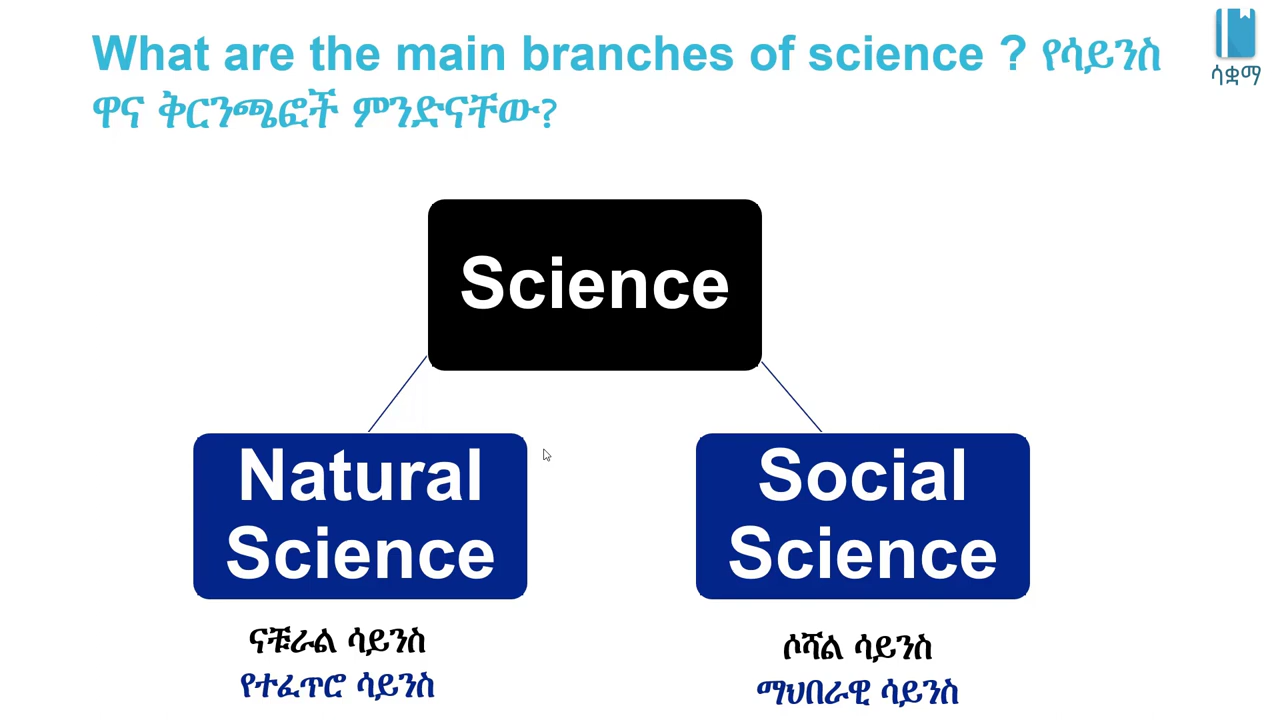 What are the main branches of science ? የሳይንስ
ዋና ቅርንጫፎች ምንድናቸው?
ሳቋማ
Science
Natural
Science
Social
Science
ናቹራል ሳይንስ
የተፈጥሮ ሳይንስ
ሶሻል ሳይንስ
ማህበራዊ ሳይንስ